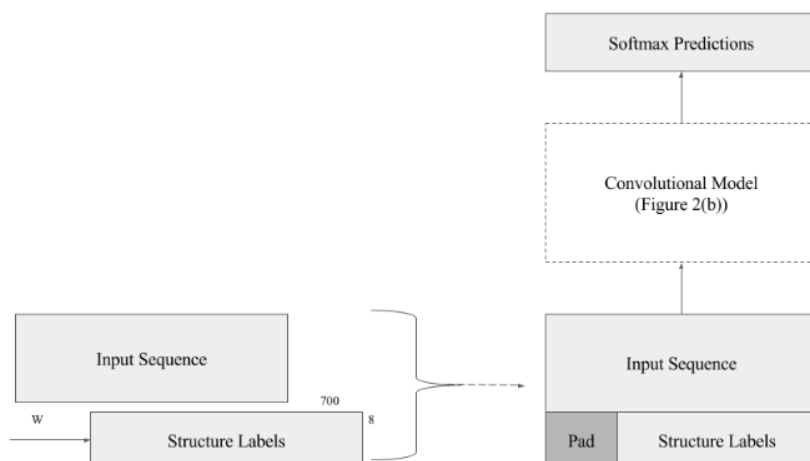 Softmax Predictions
Convolutional Model
(Figure 2(b))
Input Sequence
Input Sequence
700
W
8
Structure Labels
Pad
Structure Labels